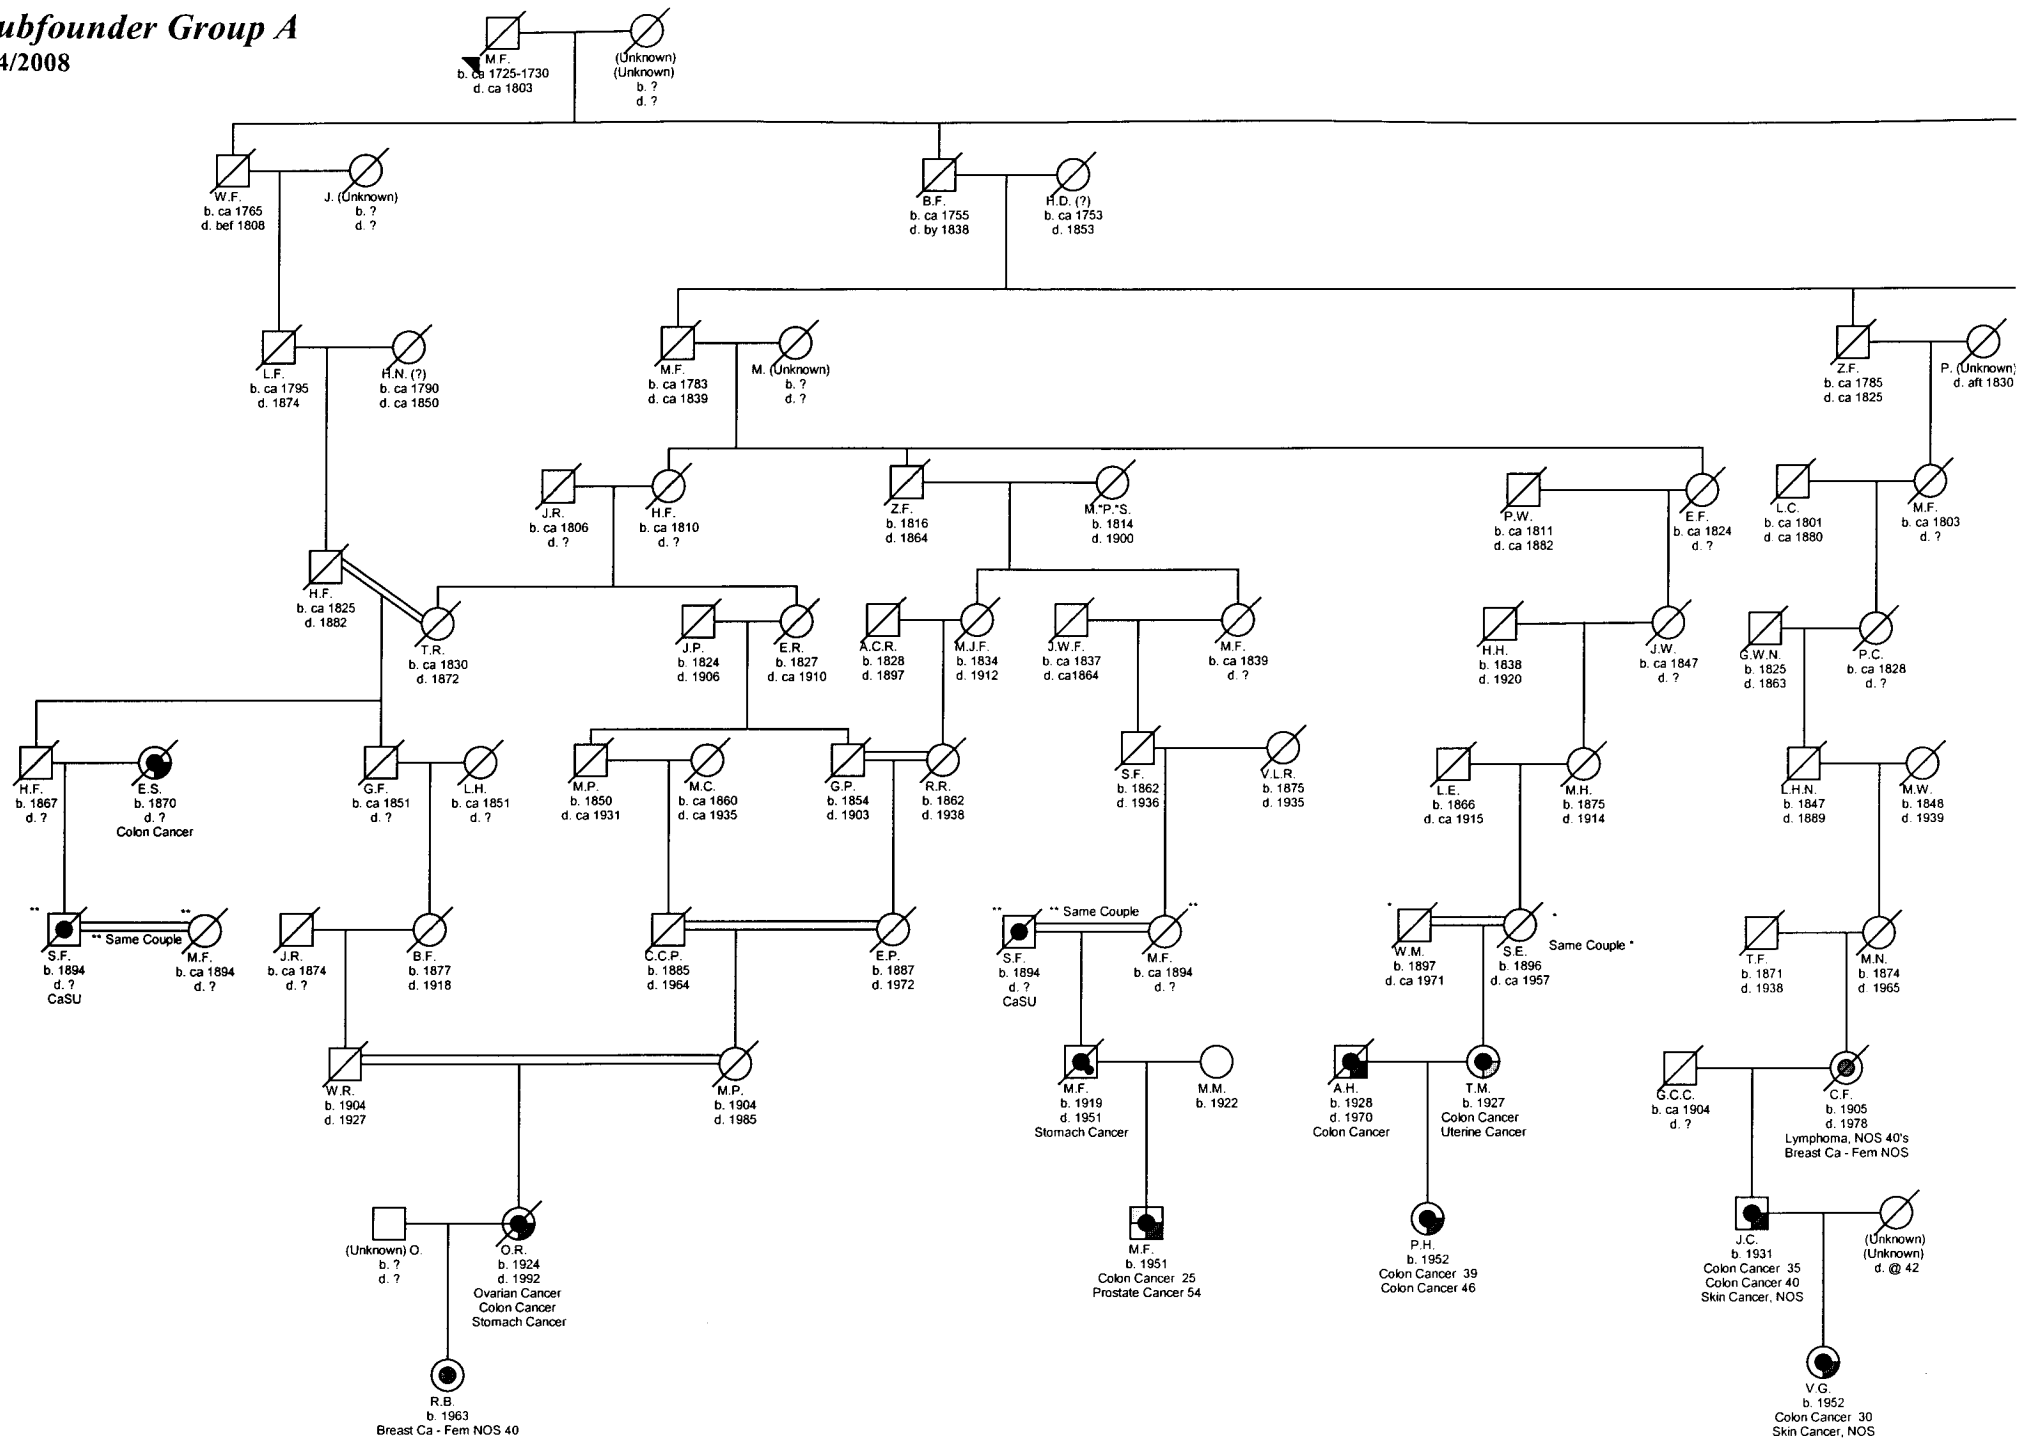 ubfounder Group A
4/2008
M.F.
b. ca 1725-1730
d. ca 1803
(Unknown)
(Unknown)
b. ?
d. ?
W.F.
b. ca 1765
d. bef 1808
J. (Unknown)
b. ?
d. ?
B.F.
b. ca 1755
d. by 1838
H.D. (?)
b. ca 1753
d. 1853
L.F.
b. ca 1795
d. 1874
H.N. (?)
b. ca 1790
d. ca 1850
M.F.
b. ca 1783
d. ca 1839
M. (Unknown)
b. ?
d. ?
Z.F.
b. ca 1785
d. ca 1825
P. (Unknown)
d. aft 1830
J.R.
b. ca 1806
d. ?
H.F.
b. ca 1810
d. ?
Z.F.
b. 1816
d. 1864
M."P."S.
b. 1814
d. 1900
P.W.
b. ca 1811
d. ca 1882
E.F.
b. ca 1824
d. ?
L.C.
b. ca 1801
d. ca 1880
M.F.
b. ca 1803
d. ?
H.F.
b. ca 1825
d. 1882
T.R.
b. ca 1830
d. 1872
J.P.
b. 1824
d. 1906
E.R.
b. 1827
d. ca 1910
A.C.R.
b. 1828
d. 1897
M.J.F.
b. 1834
d. 1912
J.W.F.
b. ca 1837
d. ca1864
M.F.
b. ca 1839
d. ?
H.H.
b. 1838
d. 1920
J.W.
b. ca 1847
d. ?
G.W.N.
b. 1825
d. 1863
P.C.
b. ca 1828
d. ?
H.F.
b. 1867
d. ?
E.S.
b. 1870
d. ?
Colon Cancer
G.F.
b. ca 1851
d. ?
L.H.
b. ca 1851
d. ?
M.P.
b. 1850
d. ca 1931
M.C.
b. ca 1860
d. ca 1935
G.P.
b. 1854
d. 1903
R.R.
b. 1862
d. 1938
S.F.
b. 1862
d. 1936
V.L.R.
b. 1875
d. 1935
L.E.
b. 1866
d. ca 1915
M.H.
b. 1875
d. 1914
L.H.N.
b. 1847
d. 1889
M.W.
b. 1848
d. 1939
**
**
** Same Couple
S.F.
b. 1894
d. ?
CaSU
M.F.
b. ca 1894
d. ?
J.R.
b. ca 1874
d. ?
B.F.
b. 1877
d. 1918
C.C.P.
b. 1885
d. 1964
E.P.
b. 1887
d. 1972
**
** Same Couple
**
S.F.
b. 1894
d. ?
CaSU
M.F.
b. ca 1894
d. ?
*
*
Same Couple *
W.M.
b. 1897
d. ca 1971
S.E.
b. 1896
d. ca 1957
T.F.
b. 1871
d. 1938
M.N.
b. 1874
d. 1965
W.R.
b. 1904
d. 1927
M.P.
b. 1904
d. 1985
M.F.
b. 1919
d. 1951
Stomach Cancer
M.M.
b. 1922
A.H.
b. 1928
d. 1970
Colon Cancer
T.M.
b. 1927
Colon Cancer
Uterine Cancer
G.C.C.
b. ca 1904
d. ?
C.F.
b. 1905
d. 1978
Lymphoma, NOS 40's
Breast Ca - Fem NOS
(Unknown) O.
b. ?
d. ?
O.R.
b. 1924
d. 1992
Ovarian Cancer
Colon Cancer
Stomach Cancer
M.F.
b. 1951
Colon Cancer 25
Prostate Cancer 54
P.H.
b. 1952
Colon Cancer 39
Colon Cancer 46
J.C.
b. 1931
Colon Cancer 35
Colon Cancer 40
Skin Cancer, NOS
(Unknown)
(Unknown)
d. @ 42
R.B.
b. 1963
Breast Ca - Fem NOS 40
V.G.
b. 1952
Colon Cancer 30
Skin Cancer, NOS